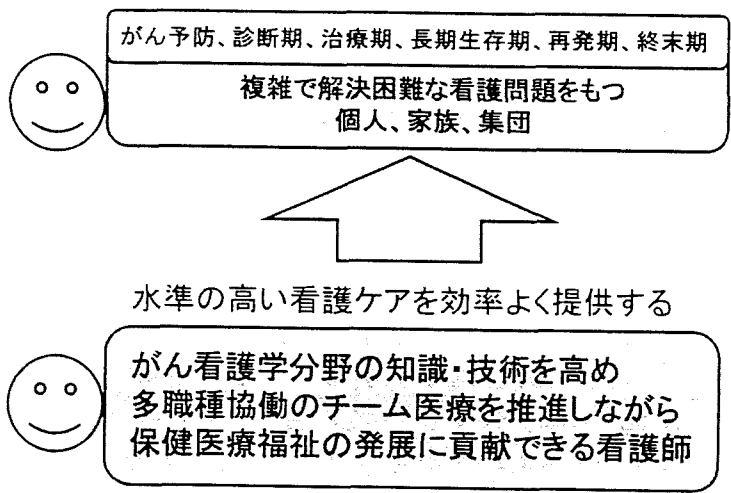 がん予防、診断期、治療期、長期生存期、再発期、終末期
複雑で解決困難な看護問題をもつ
個人、家族、集団
水準の高い看護ケアを効率よく提供する
がん看護学分野の知識・技術を高め
多職種協働のチーム医療を推進しながら
保健医療福祉の発展に貢献できる看護師